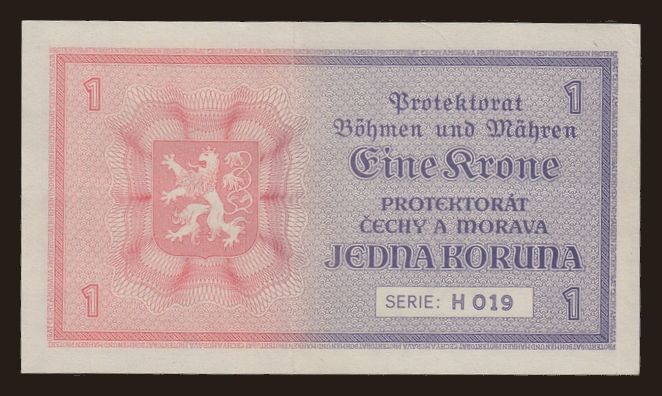 1
1
Protektorat
Böhmen und Mähren
Eine Krone
PROTEKTORÁT
ČECHY A MORAVA
JEDNA KORUNA
SERIE: H 019
1
1